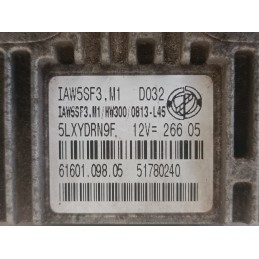 IAW5SF3.M1 D032
IAW5SF3.M1/HW300/0813-L45
5LXYDRN9F 12V= 266 05
61601.098.05 51780240